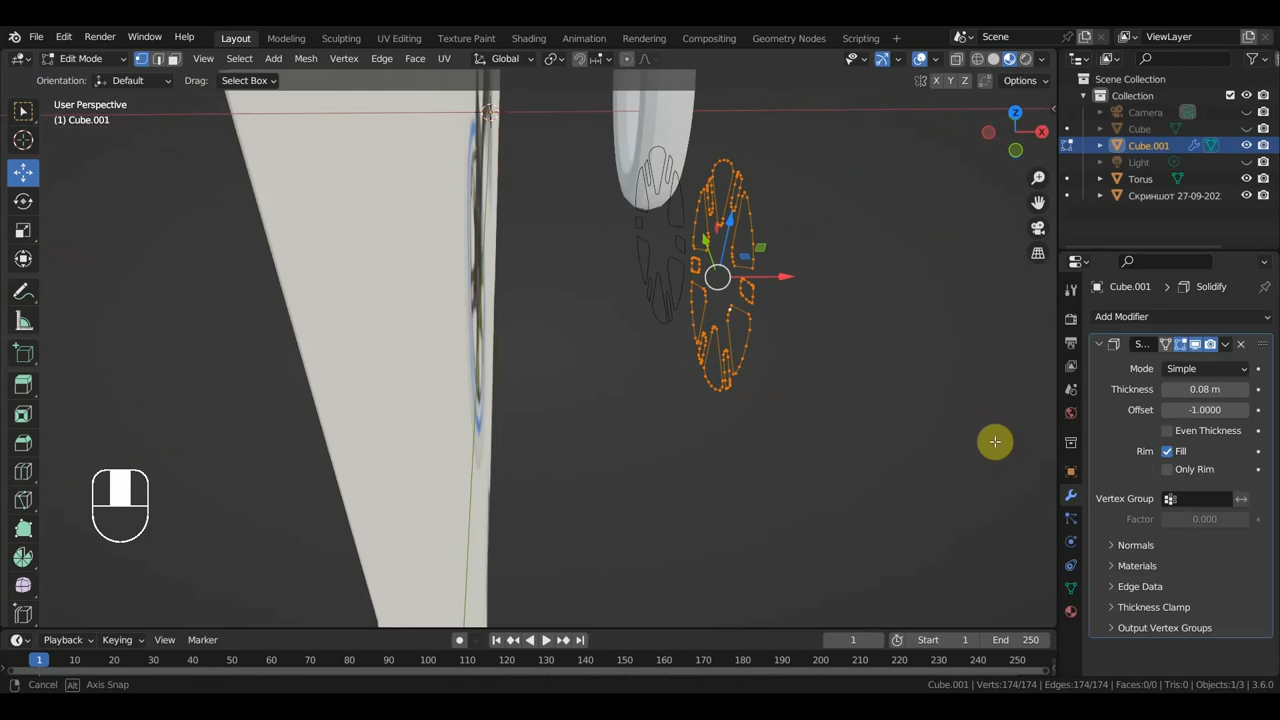 File Edit Render Window Help Layout Modeling Sculpting UV Editing Texture Paint Shading Animation Rendering Compositing Geometry Nodes Scripting Scene ViewLayer
Edit Mode View Select Add Mesh Vertex Edge Face UV Global
Orientation: Default Drag: Select Box X Y Z Options
User Perspective
(1) Cube.001
Z
X
Scene Collection
Collection
Camera
Cube
Cube.001
Light
Torus
Скриншот 27-09-202
Cube.001 > Solidify
Add Modifier
S...
Mode Simple
Thickness 0.08 m
Offset -1.0000
Even Thickness
Rim Fill
Only Rim
Vertex Group
Factor 0.000
Normals
Materials
Edge Data
Thickness Clamp
Output Vertex Groups
Playback Keying View Marker 1 Start 1 End 250
1 10 20 30 40 50 60 70 80 90 100 110 120 130 140 150 160 170 180 190 200 210 220 230 240 250
Cancel Alt Axis Snap Cube.001 | Verts:174/174 | Edges:174/174 | Faces:0/0 | Tris:0 | Objects:1/3 | 3.6.0